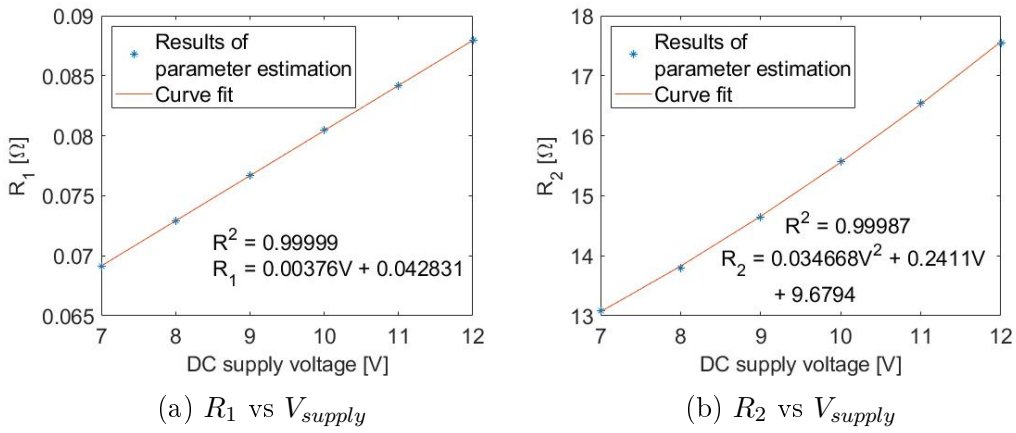 0.09
0.085
0.08
0.075
0.07
0.065
R1 [Ω]
Results of
parameter estimation
Curve fit
R² = 0.99999
R1 = 0.00376V + 0.042831
7 8 9 10 11 12
DC supply voltage [V]
(a) R1 vs Vsupply
18
17
16
15
14
13
R2 [Ω]
Results of
parameter estimation
Curve fit
R² = 0.99987
R2 = 0.034668V² + 0.2411V
+ 9.6794
7 8 9 10 11 12
DC supply voltage [V]
(b) R2 vs Vsupply